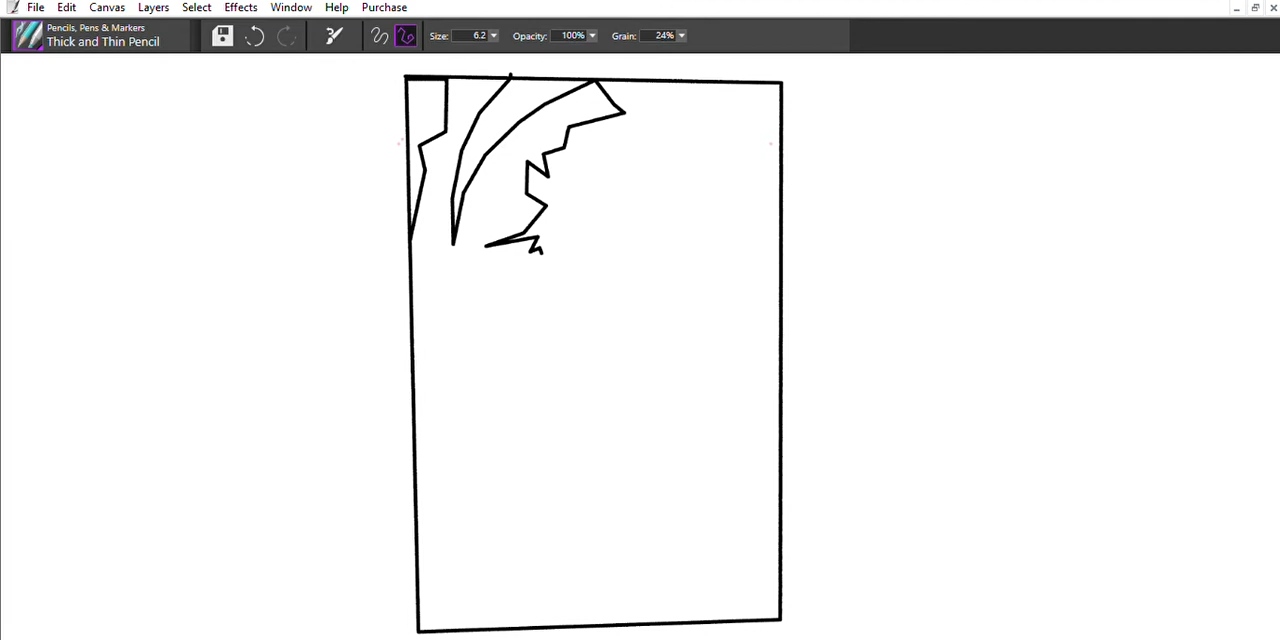 File Edit Canvas Layers Select Effects Window Help Purchase
Pencils, Pens & Markers
Thick and Thin Pencil
Size: 6.2 Opacity: 100% Grain: 24%